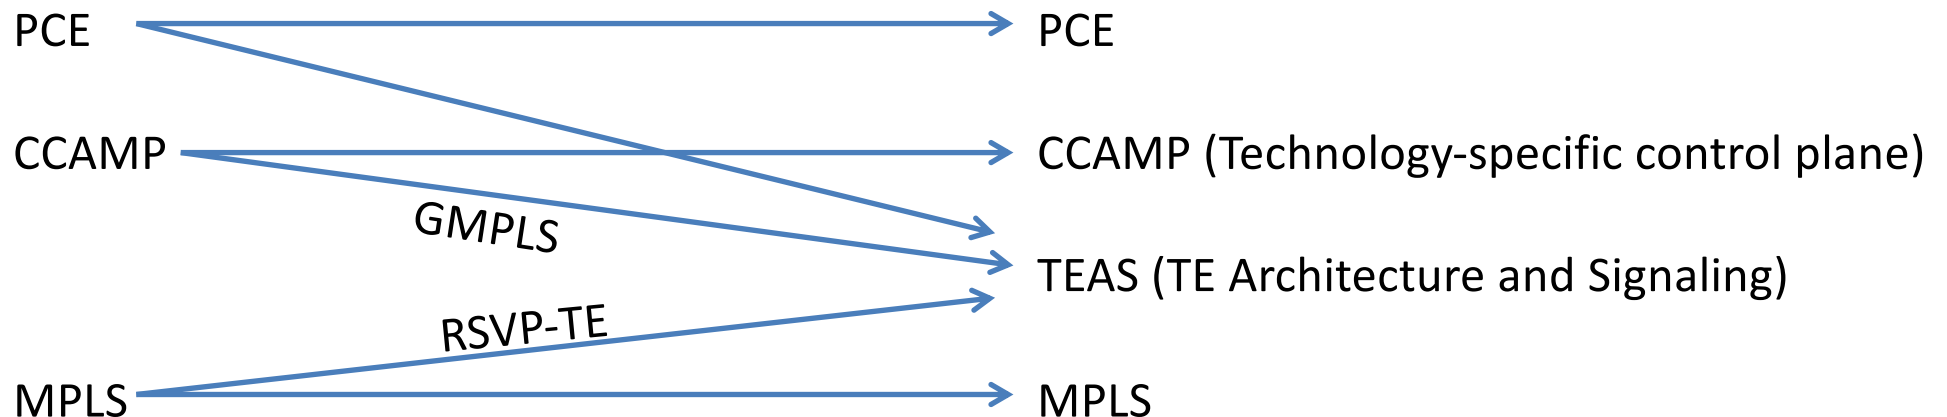 PCE
PCE
CCAMP
CCAMP (Technology-specific control plane)
GMPLS
TEAS (TE Architecture and Signaling)
RSVP-TE
MPLS
MPLS